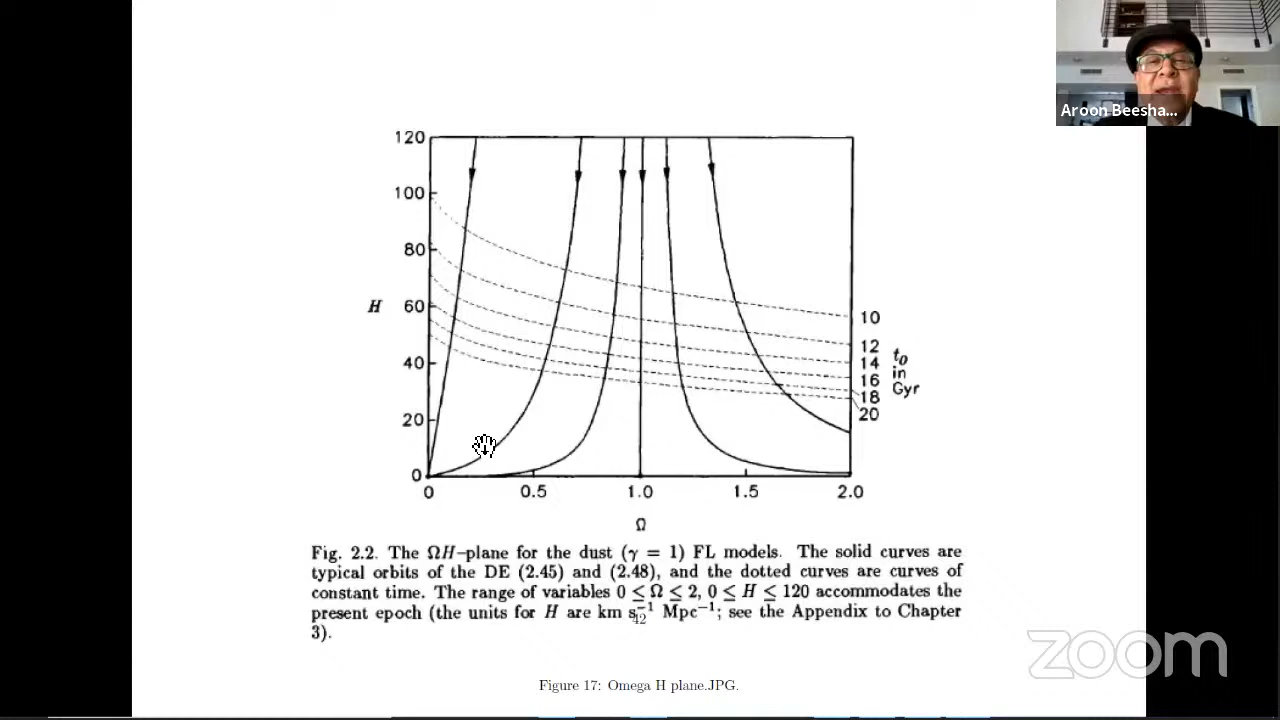 Aroon Beesha...
120
100
80
H 60
40
20
0
0 0.5 1.0 1.5 2.0
Ω
10
12
14
16
18
20
t₀
in
Gyr
Fig. 2.2. The ΩH–plane for the dust (γ = 1) FL models. The solid curves are
typical orbits of the DE (2.45) and (2.48), and the dotted curves are curves of
constant time. The range of variables 0 ≤ Ω ≤ 2, 0 ≤ H ≤ 120 accommodates the
present epoch (the units for H are km s⁻¹ Mpc⁻¹; see the Appendix to Chapter
3).
42
zoom
Figure 17: Omega H plane.JPG.